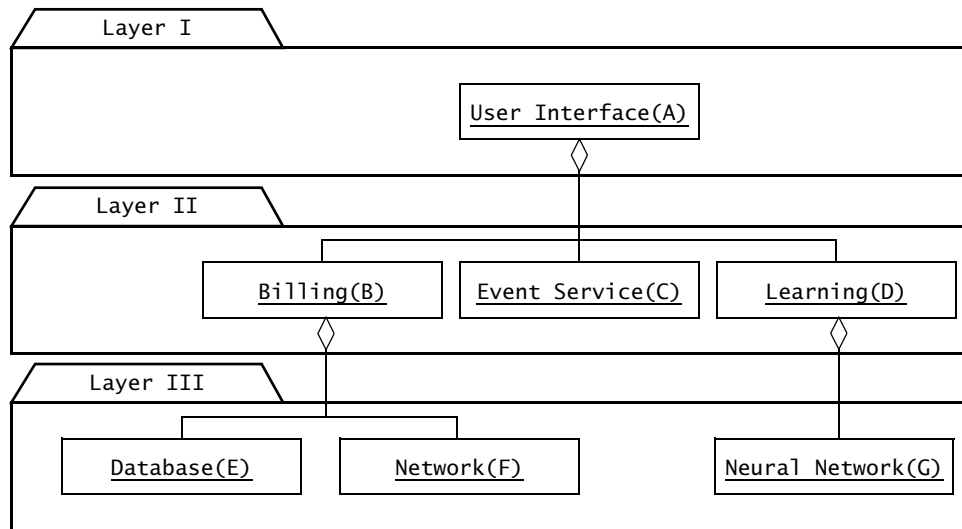 Layer I
User Interface(A)
Layer II
Billing(B)
Event Service(C)
Learning(D)
Layer III
Database(E)
Network(F)
Neural Network(G)